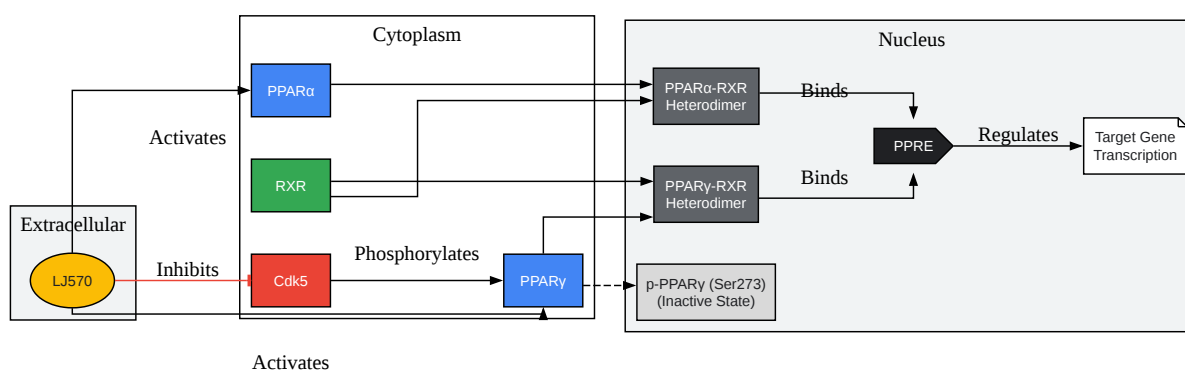 Cytoplasm
Nucleus
PPARα
PPARα-RXR
Heterodimer
Binds
Activates
PPRE
Regulates
Target Gene
Transcription
RXR
PPARγ-RXR
Heterodimer
Binds
Extracellular
LJ570
Inhibits
Cdk5
Phosphorylates
PPARγ
p-PPARγ (Ser273)
(Inactive State)
Activates